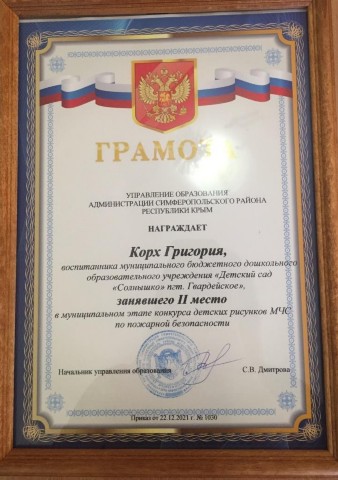 ГРАМОТА
УПРАВЛЕНИЕ ОБРАЗОВАНИЯ
АДМИНИСТРАЦИИ СИМФЕРОПОЛЬСКОГО РАЙОНА
РЕСПУБЛИКИ КРЫМ
НАГРАЖДАЕТ
Корх Григория,
воспитанника муниципального бюджетного дошкольного
образовательного учреждения «Детский сад
«Солнышко» пгт. Гвардейское»,
занявшего II место
в муниципальном этапе конкурса детских рисунков МЧС
по пожарной безопасности
Начальник управления образования С.В. Дмитрова
Приказ от 22.12.2021 г. № 1030